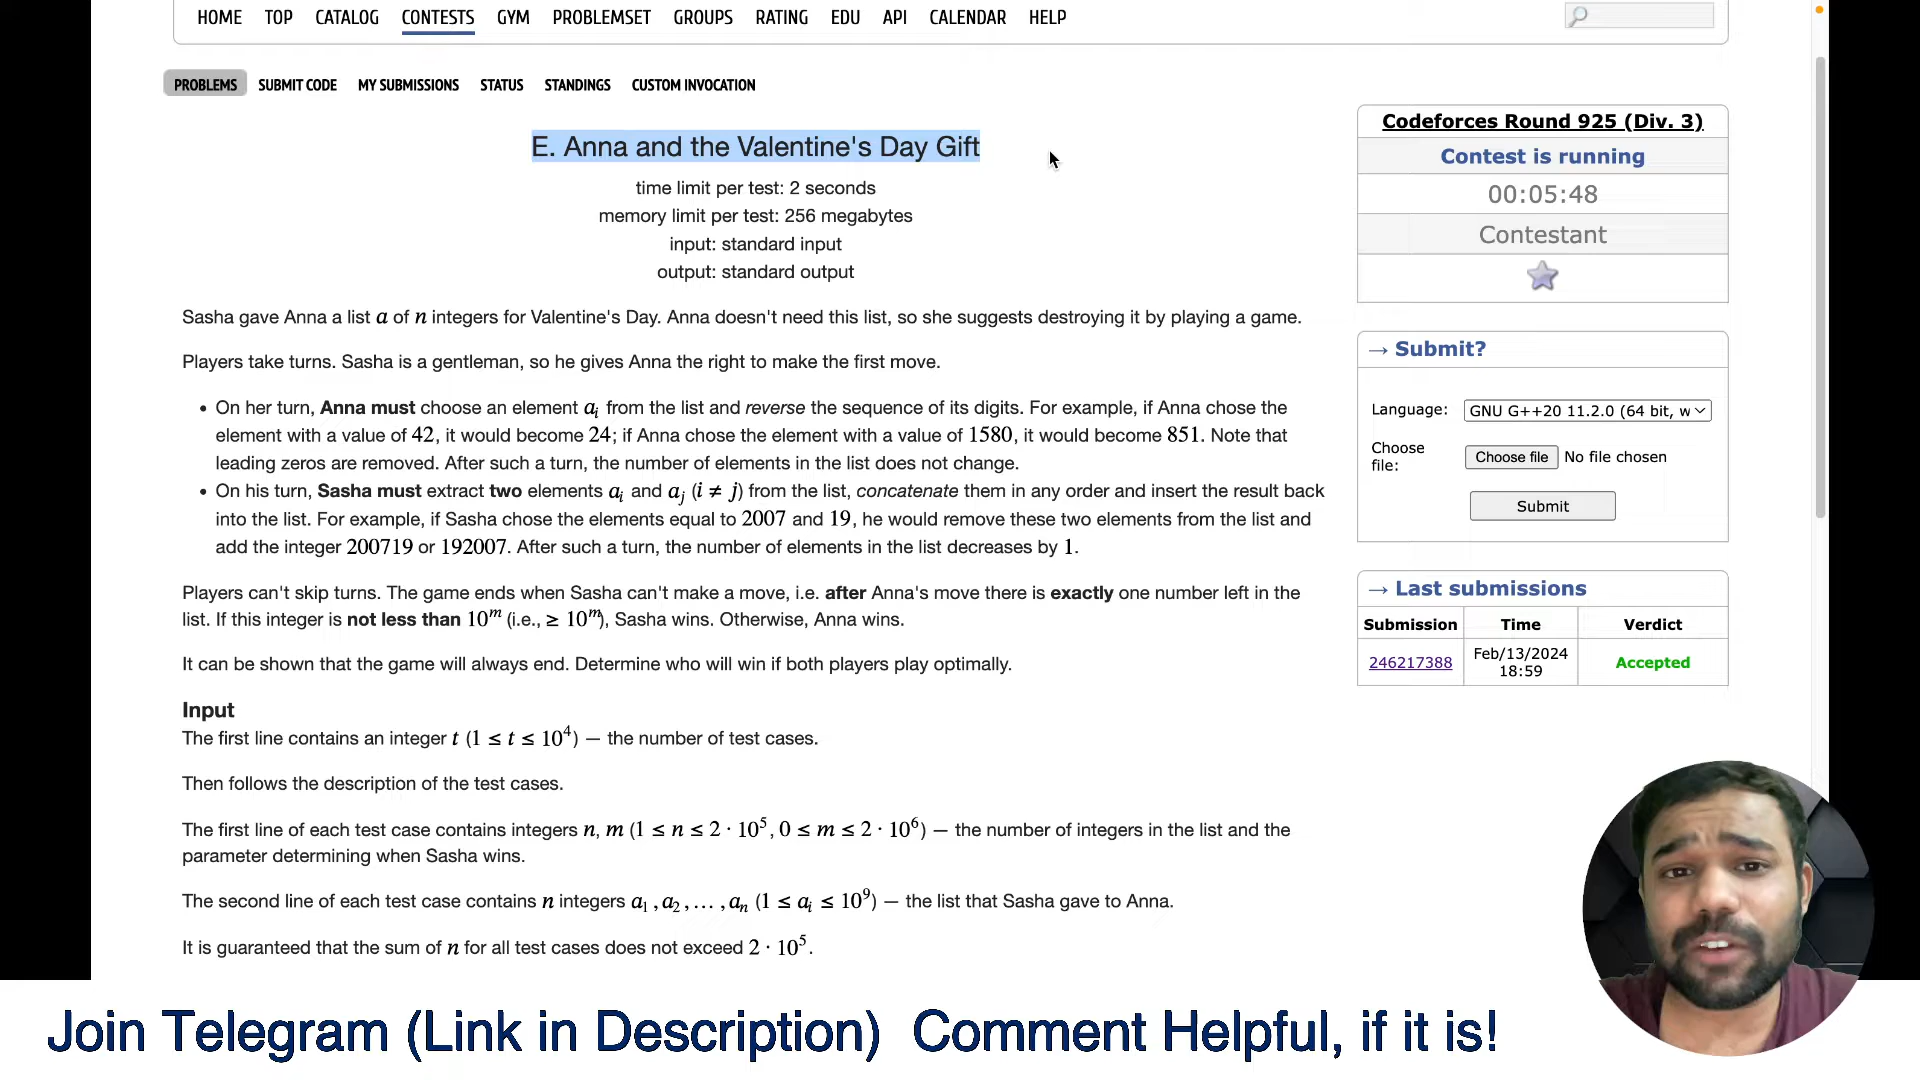 HOME TOP CATALOG CONTESTS GYM PROBLEMSET GROUPS RATING EDU API CALENDAR HELP
PROBLEMS SUBMIT CODE MY SUBMISSIONS STATUS STANDINGS CUSTOM INVOCATION
E. Anna and the Valentine's Day Gift
time limit per test: 2 seconds
memory limit per test: 256 megabytes
input: standard input
output: standard output
Sasha gave Anna a list a of n integers for Valentine's Day. Anna doesn't need this list, so she suggests destroying it by playing a game.
Players take turns. Sasha is a gentleman, so he gives Anna the right to make the first move.
• On her turn, Anna must choose an element a_i from the list and reverse the sequence of its digits. For example, if Anna chose the
element with a value of 42, it would become 24; if Anna chose the element with a value of 1580, it would become 851. Note that
leading zeros are removed. After such a turn, the number of elements in the list does not change.
• On his turn, Sasha must extract two elements a_i and a_j (i ≠ j) from the list, concatenate them in any order and insert the result back
into the list. For example, if Sasha chose the elements equal to 2007 and 19, he would remove these two elements from the list and
add the integer 200719 or 192007. After such a turn, the number of elements in the list decreases by 1.
Players can't skip turns. The game ends when Sasha can't make a move, i.e. after Anna's move there is exactly one number left in the
list. If this integer is not less than 10^m (i.e., ≥ 10^m), Sasha wins. Otherwise, Anna wins.
It can be shown that the game will always end. Determine who will win if both players play optimally.
Input
The first line contains an integer t (1 ≤ t ≤ 10^4) — the number of test cases.
Then follows the description of the test cases.
The first line of each test case contains integers n, m (1 ≤ n ≤ 2 · 10^5, 0 ≤ m ≤ 2 · 10^6) — the number of integers in the list and the
parameter determining when Sasha wins.
The second line of each test case contains n integers a_1, a_2, … , a_n (1 ≤ a_i ≤ 10^9) — the list that Sasha gave to Anna.
It is guaranteed that the sum of n for all test cases does not exceed 2 · 10^5.
Codeforces Round 925 (Div. 3)
Contest is running
00:05:48
Contestant
→ Submit?
Language: GNU G++20 11.2.0 (64 bit, w
Choose
file: Choose file No file chosen
Submit
→ Last submissions
Submission Time Verdict
246217388 Feb/13/2024
18:59 Accepted
Join Telegram (Link in Description) Comment Helpful, if it is!